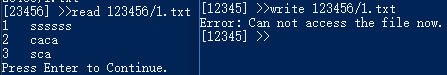 [23456] >>read 123456/1.txt
1 ssssss
2 caca
3 sca
Press Enter to Continue.
[12345] >>write 123456/1.txt
Error: Can not access the file now.
[12345] >>